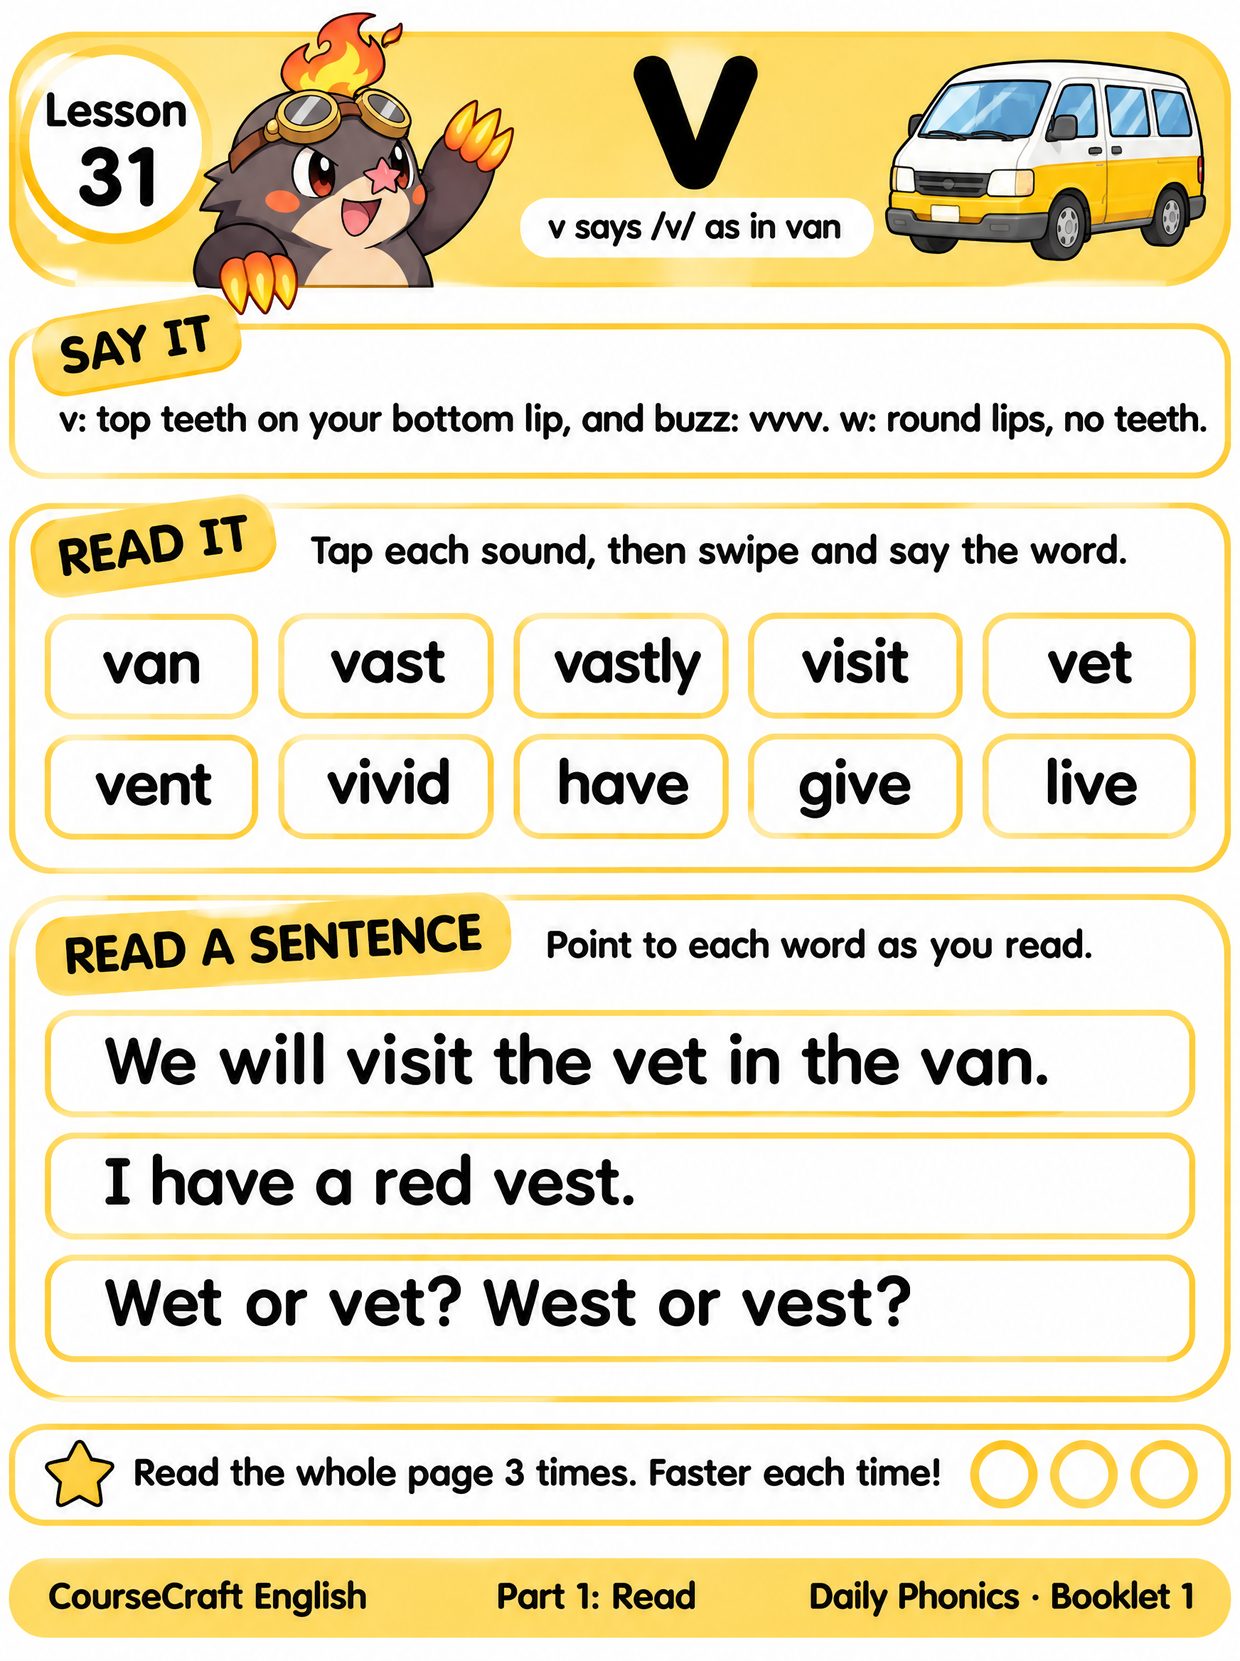 Lesson
31
v
v says /v/ as in van
SAY IT
v: top teeth on your bottom lip, and buzz: vvvv. w: round lips, no teeth.
READ IT
Tap each sound, then swipe and say the word.
van
vast
vastly
visit
vet
vent
vivid
have
give
live
READ A SENTENCE
Point to each word as you read.
We will visit the vet in the van.
I have a red vest.
Wet or vet? West or vest?
Read the whole page 3 times. Faster each time!
CourseCraft English
Part 1: Read
Daily Phonics · Booklet 1